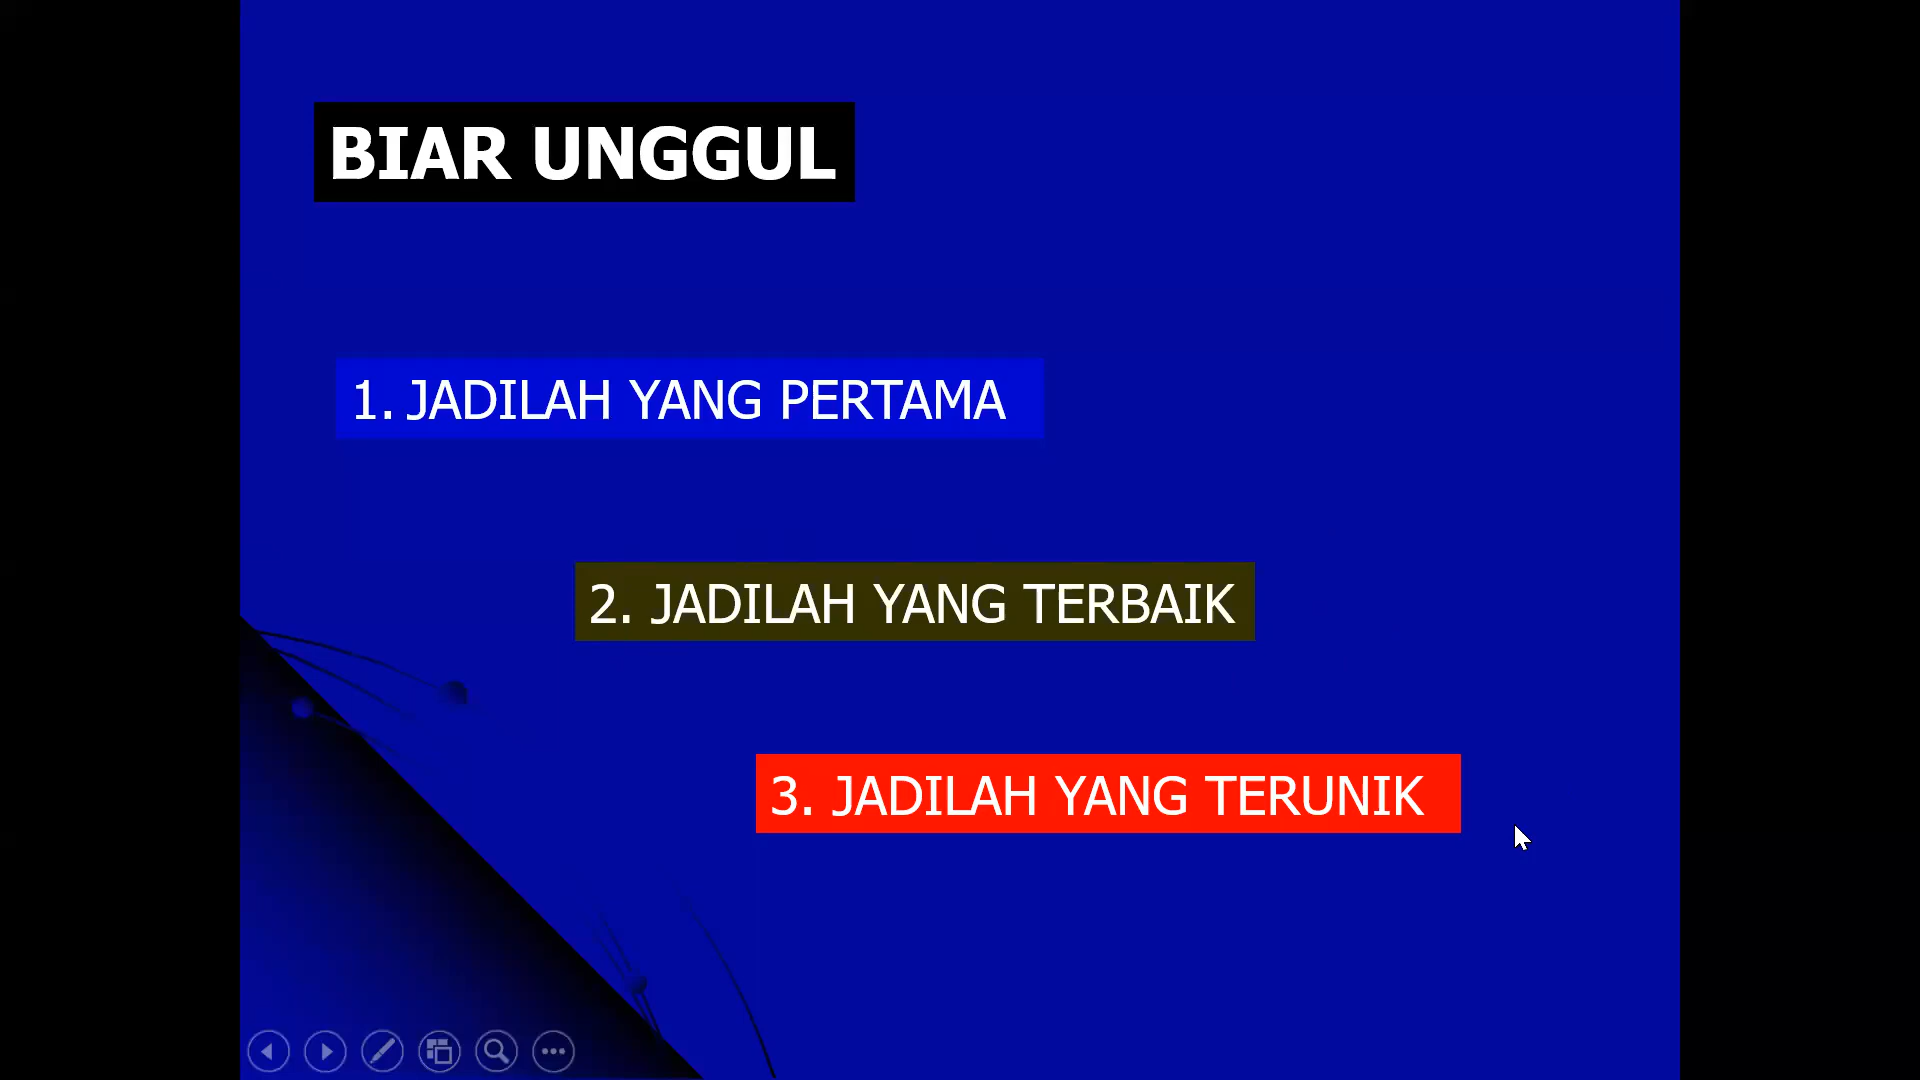 BIAR UNGGUL
1. JADILAH YANG PERTAMA
2. JADILAH YANG TERBAIK
3. JADILAH YANG TERUNIK